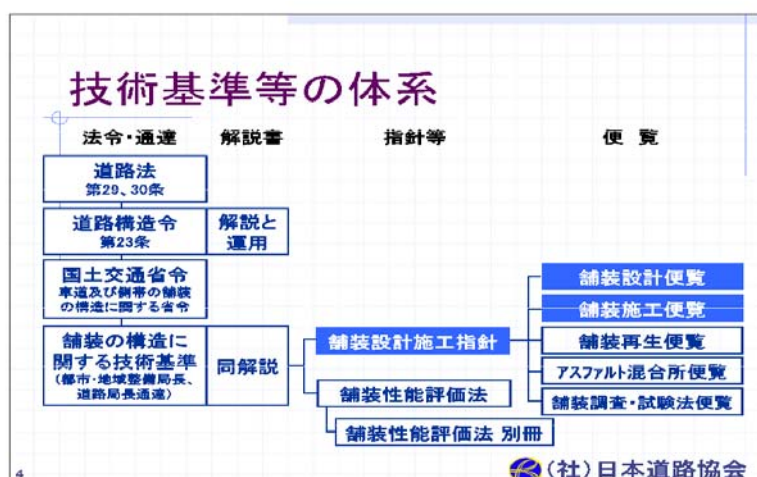 技術基準等の体系
法令・通達 解説書 指針等 便 覧
道路法
第29、30条
道路構造令
第23条
解説と
運用
国土交通省令
車道及び側帯の舗装
の構造に関する省令
舗装の構造に
関する技術基準
(都市・地域整備局長、
道路局長通達)
同解説
舗装設計施工指針
舗装性能評価法
舗装性能評価法 別冊
舗装設計便覧
舗装施工便覧
舗装再生便覧
アスファルト混合所便覧
舗装調査・試験法便覧
4
(社)日本道路協会